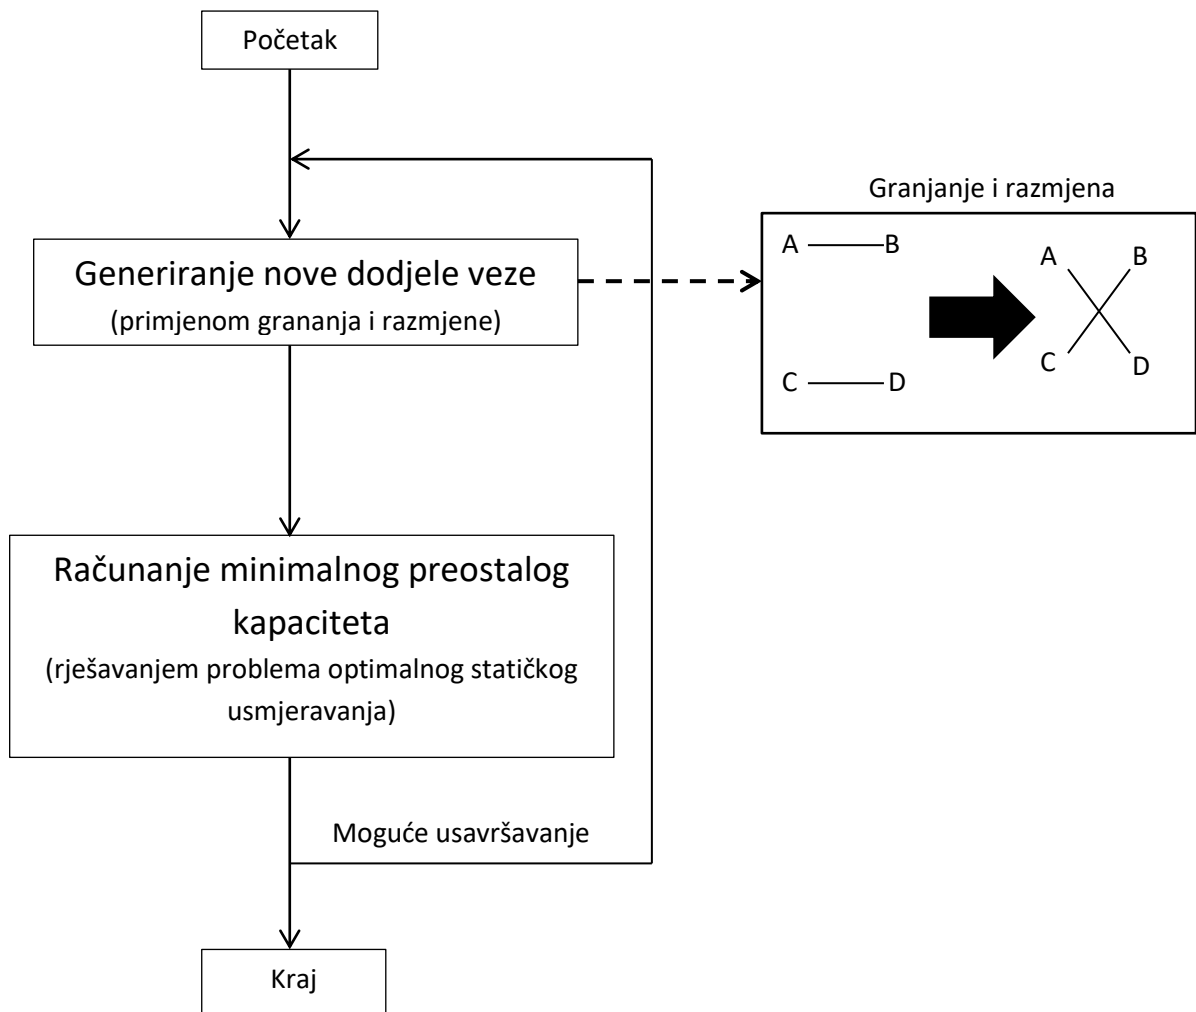 Početak
Generiranje nove dodjele veze
(primjenom grananja i razmjene)
Granjanje i razmjena
A B
C D
A B
C D
Računanje minimalnog preostalog
kapaciteta
(rješavanjem problema optimalnog statičkog
usmjeravanja)
Moguće usavršavanje
Kraj